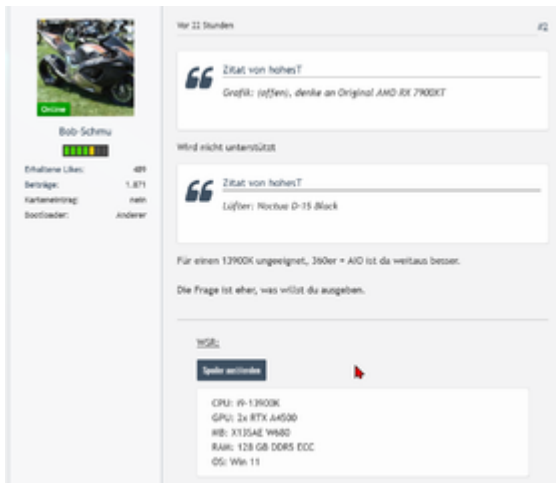 Vor 22 Stunden
#2
Online
Bob-Schmu
Erhaltene Likes: 489
Beiträge: 1.871
Karteneintrag: nein
Bootloader: Anderer
Zitat von hohesT
Grafik: (offen), denke an Original AMD RX 7900XT
Wird nicht unterstützt
Zitat von hohesT
Lüfter: Noctua D-15 Black
Für einen 13900K ungeeignet, 360er + AIO ist da weitaus besser.
Die Frage ist eher, was willst du ausgeben.
WSR:
Spoiler ausblenden
CPU: i9-13900K
GPU: 2x RTX A4500
MB: X13SAE W680
RAM: 128 GB DDR5 ECC
OS: Win 11